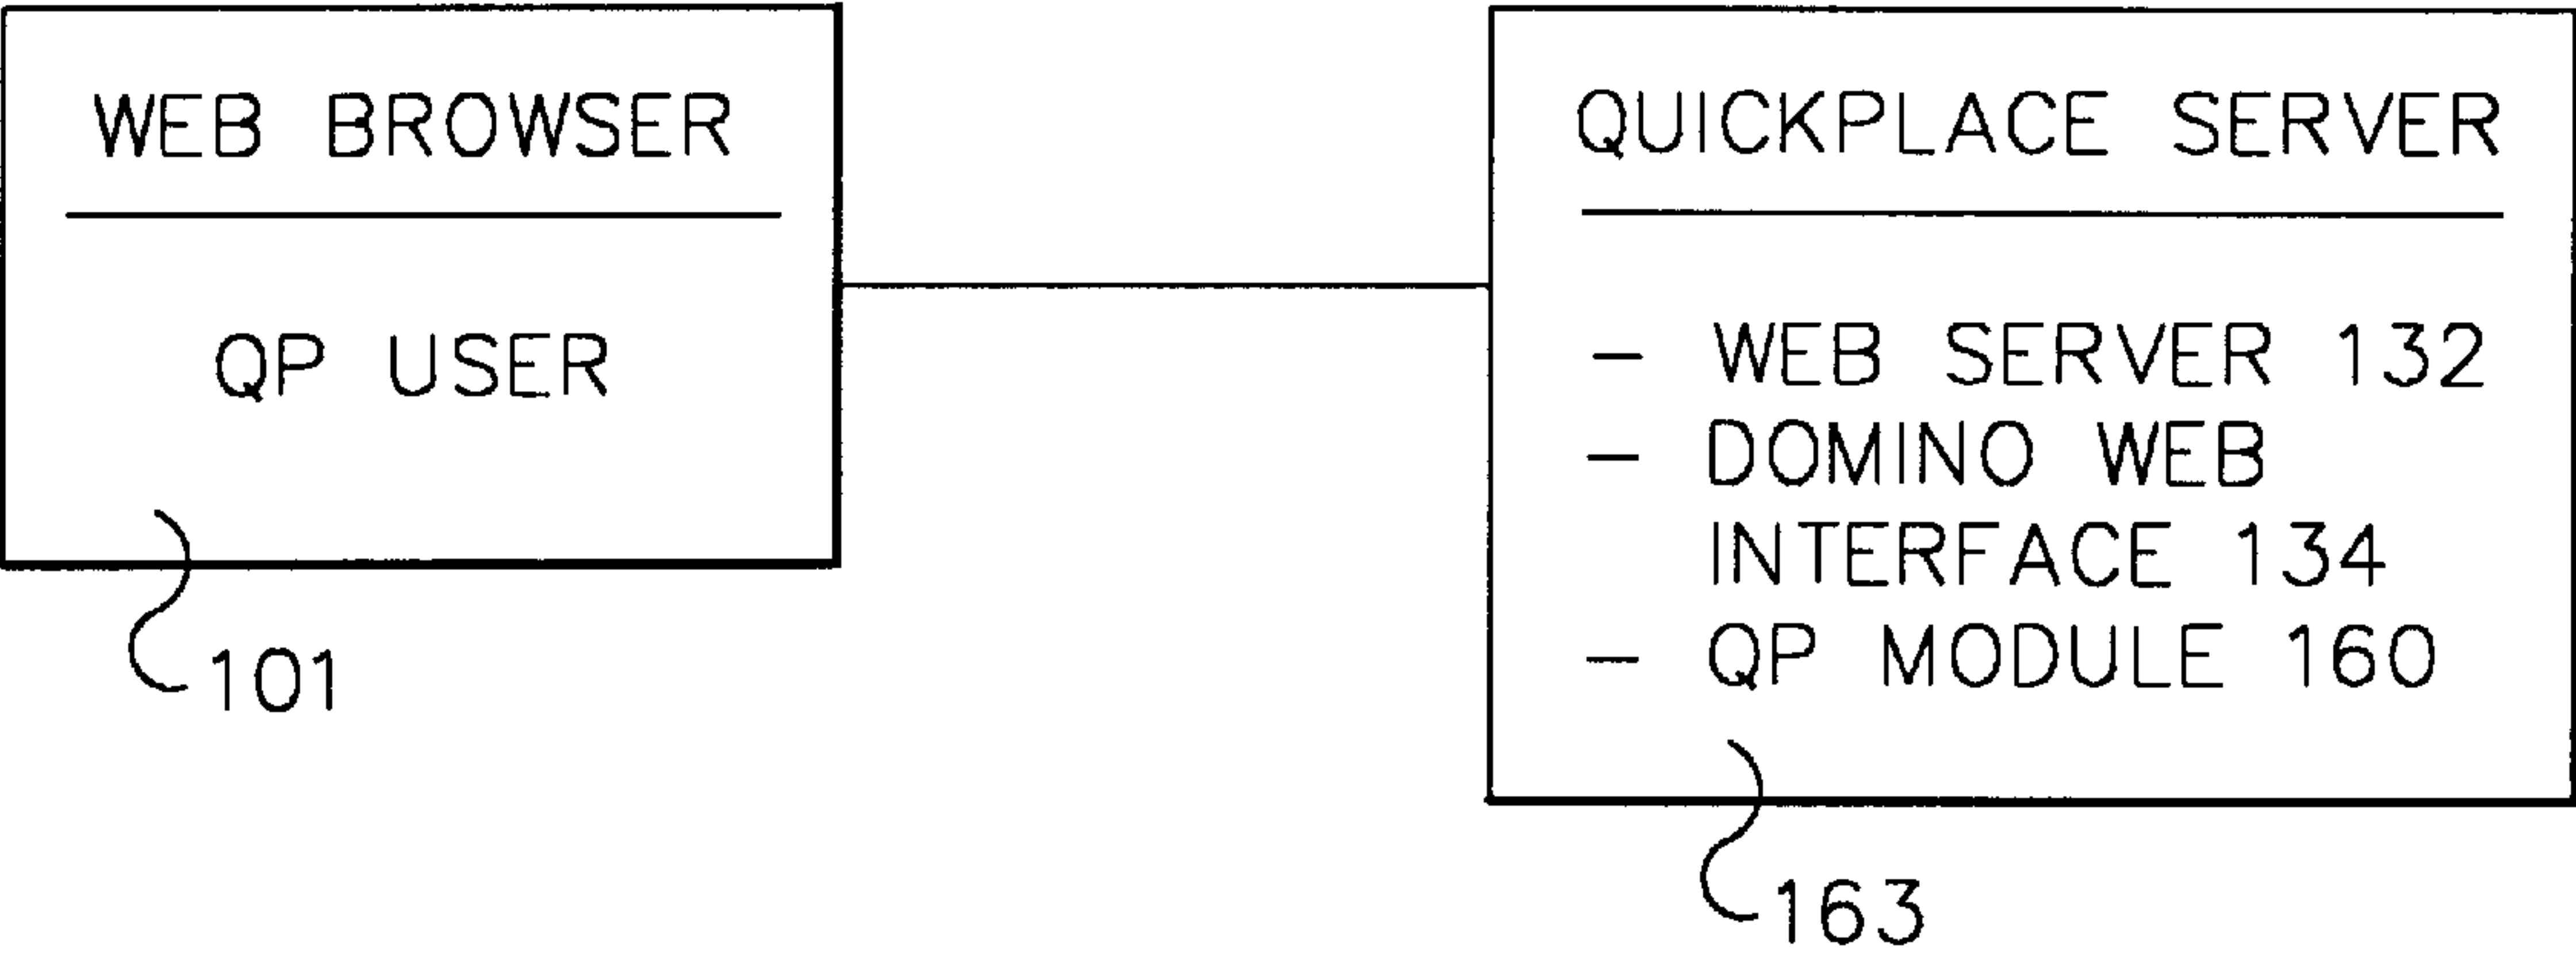 WEB BROWSER
QP USER
101
QUICKPLACE SERVER
- WEB SERVER 132
- DOMINO WEB
INTERFACE 134
- QP MODULE 160
163